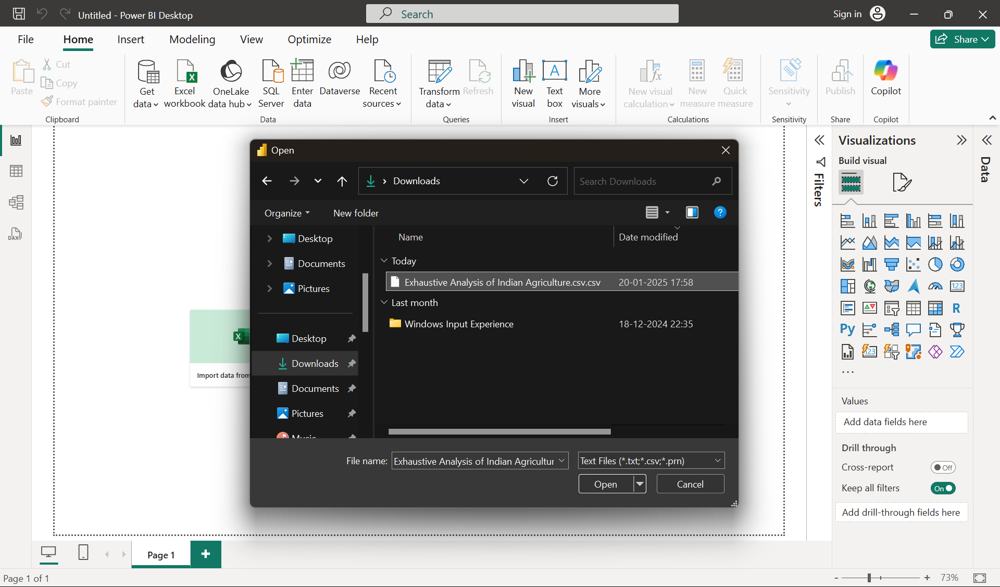 Untitled - Power BI Desktop
Search
Sign in
File
Home
Insert
Modeling
View
Optimize
Help
Share
Paste
Cut
Copy
Format painter
Clipboard
Get
data
Excel
workbook
OneLake
data hub
SQL
Server
Enter
data
Dataverse
Recent
sources
Data
Transform
data
Refresh
Queries
New
visual
Text
box
More
visuals
Insert
New visual
calculation
New
measure
Quick
measure
Calculations
Sensitivity
Sensitivity
Publish
Share
Copilot
Copilot
DAX
Import data from
Open
Downloads
Search Downloads
Organize
New folder
Desktop
Documents
Pictures
Desktop
Downloads
Documents
Pictures
Music
Name
Date modified
Today
Exhaustive Analysis of Indian Agriculture.csv.csv
20-01-2025 17:58
Last month
Windows Input Experience
18-12-2024 22:35
File name:
Exhaustive Analysis of Indian Agricultur
Text Files (*.txt;*.csv;*.prn)
Open
Cancel
Filters
Visualizations
Build visual
123
R
Py
123
...
Values
Add data fields here
Drill through
Cross-report
Off
Keep all filters
On
Add drill-through fields here
Data
Page 1
Page 1 of 1
73%